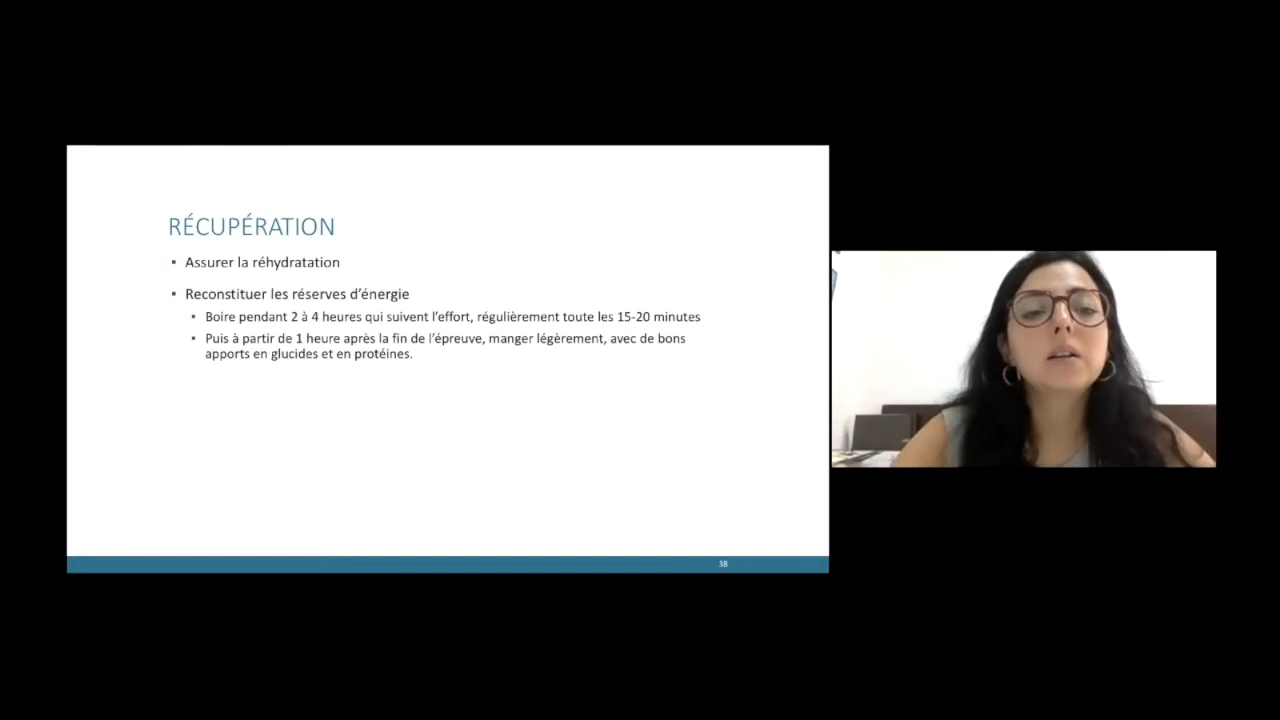 RÉCUPÉRATION
▪ Assurer la réhydratation
▪ Reconstituer les réserves d’énergie
▪ Boire pendant 2 à 4 heures qui suivent l’effort, régulièrement toute les 15-20 minutes
▪ Puis à partir de 1 heure après la fin de l’épreuve, manger légèrement, avec de bons
apports en glucides et en protéines.
38